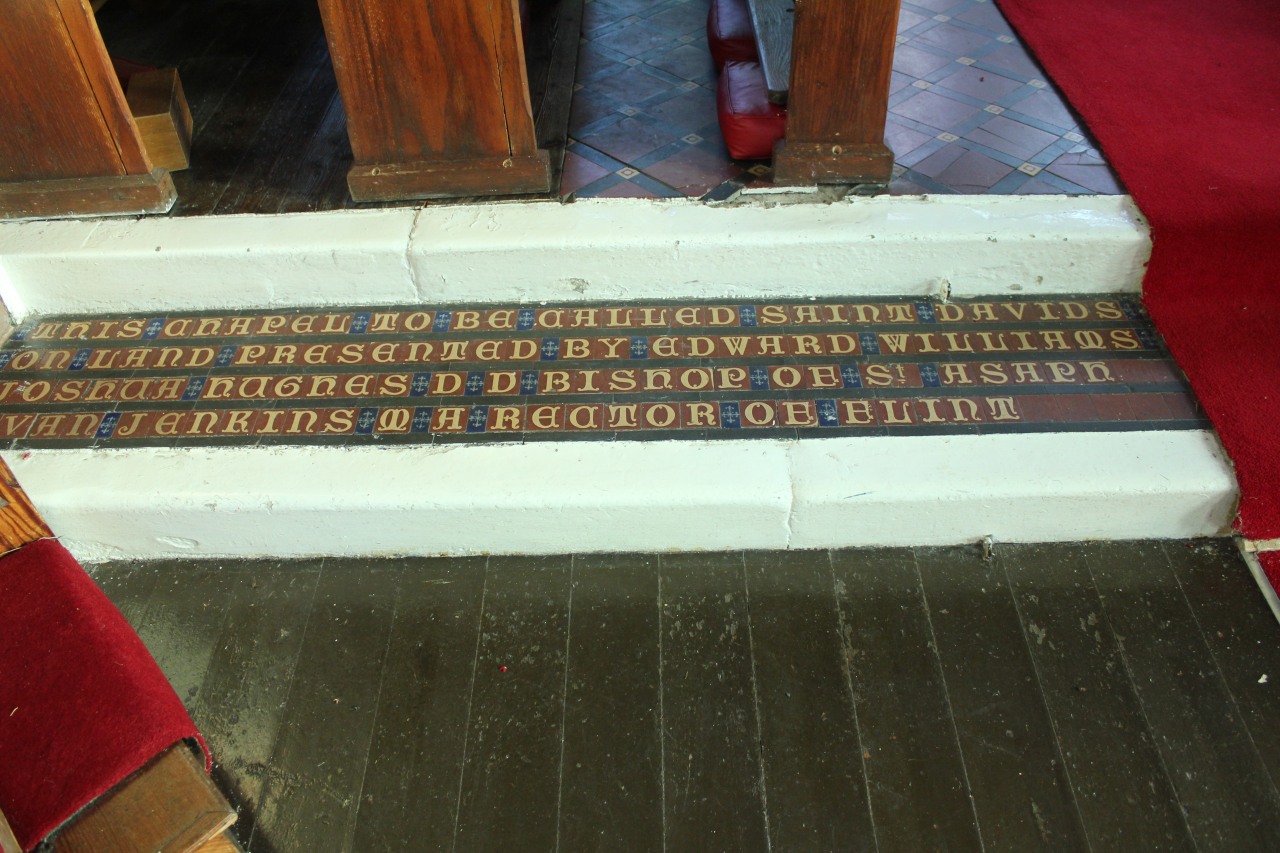 THIS CHAPEL TO BE CALLED SAINT DAVIDS
ON LAND PRESENTED BY EDWARD WILLIAMS
JOSHUA HUGHES D D BISHOP OF ST ASAPH
VAN JENKINS M A RECTOR OF FLINT